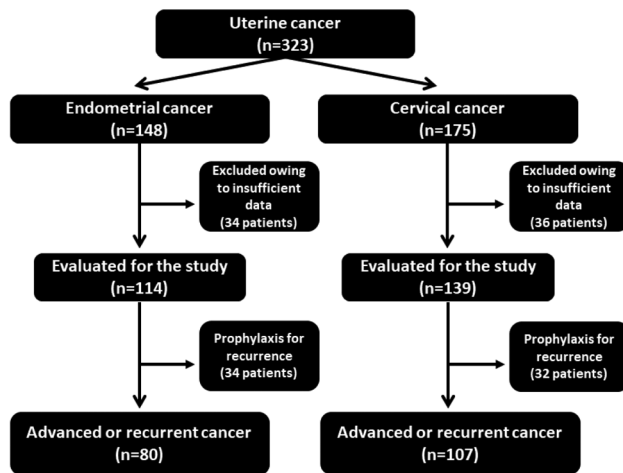 Uterine cancer
(n=323)
Endometrial cancer
(n=148)
Cervical cancer
(n=175)
Excluded owing
to insufficient
data
(34 patients)
Excluded owing
to insufficient
data
(36 patients)
Evaluated for the study
(n=114)
Evaluated for the study
(n=139)
Prophylaxis for
recurrence
(34 patients)
Prophylaxis for
recurrence
(32 patients)
Advanced or recurrent cancer
(n=80)
Advanced or recurrent cancer
(n=107)